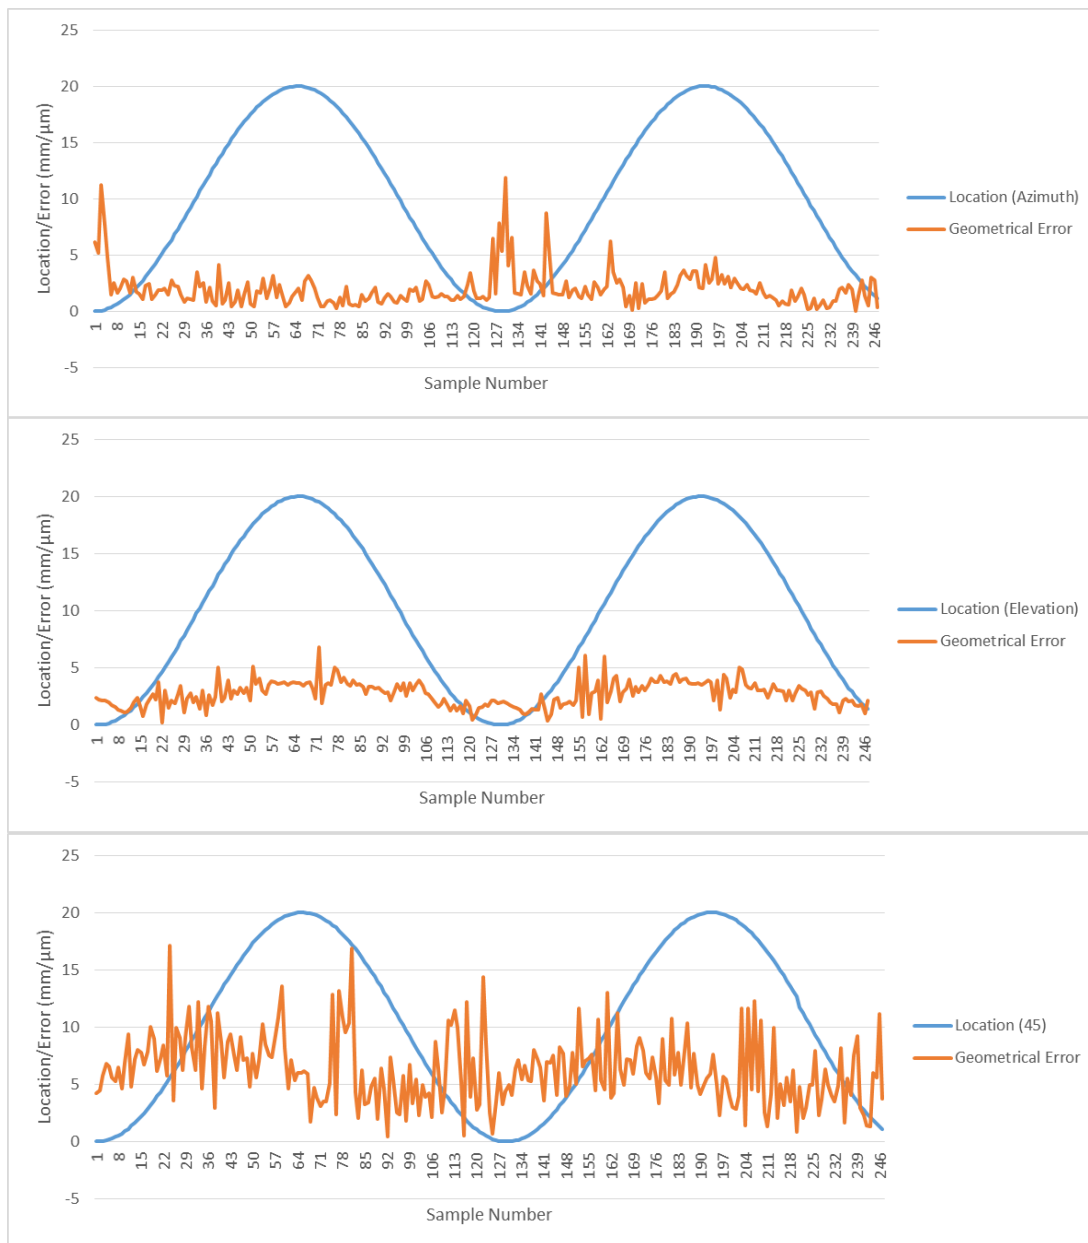 25
20
15
10
5
0
-5
Location/Error (mm/µm)
1 8 15 22 29 36 43 50 57 64 71 78 85 92 99 106 113 120 127 134 141 148 155 162 169 176 183 190 197 204 211 218 225 232 239 246
Sample Number
Location (Azimuth)
Geometrical Error
25
20
15
10
5
0
-5
Location/Error (mm/µm)
1 8 15 22 29 36 43 50 57 64 71 78 85 92 99 106 113 120 127 134 141 148 155 162 169 176 183 190 197 204 211 218 225 232 239 246
Sample Number
Location (Elevation)
Geometrical Error
25
20
15
10
5
0
-5
Location/Error (mm/µm)
1 8 15 22 29 36 43 50 57 64 71 78 85 92 99 106 113 120 127 134 141 148 155 162 169 176 183 190 197 204 211 218 225 232 239 246
Sample Number
Location (45)
Geometrical Error